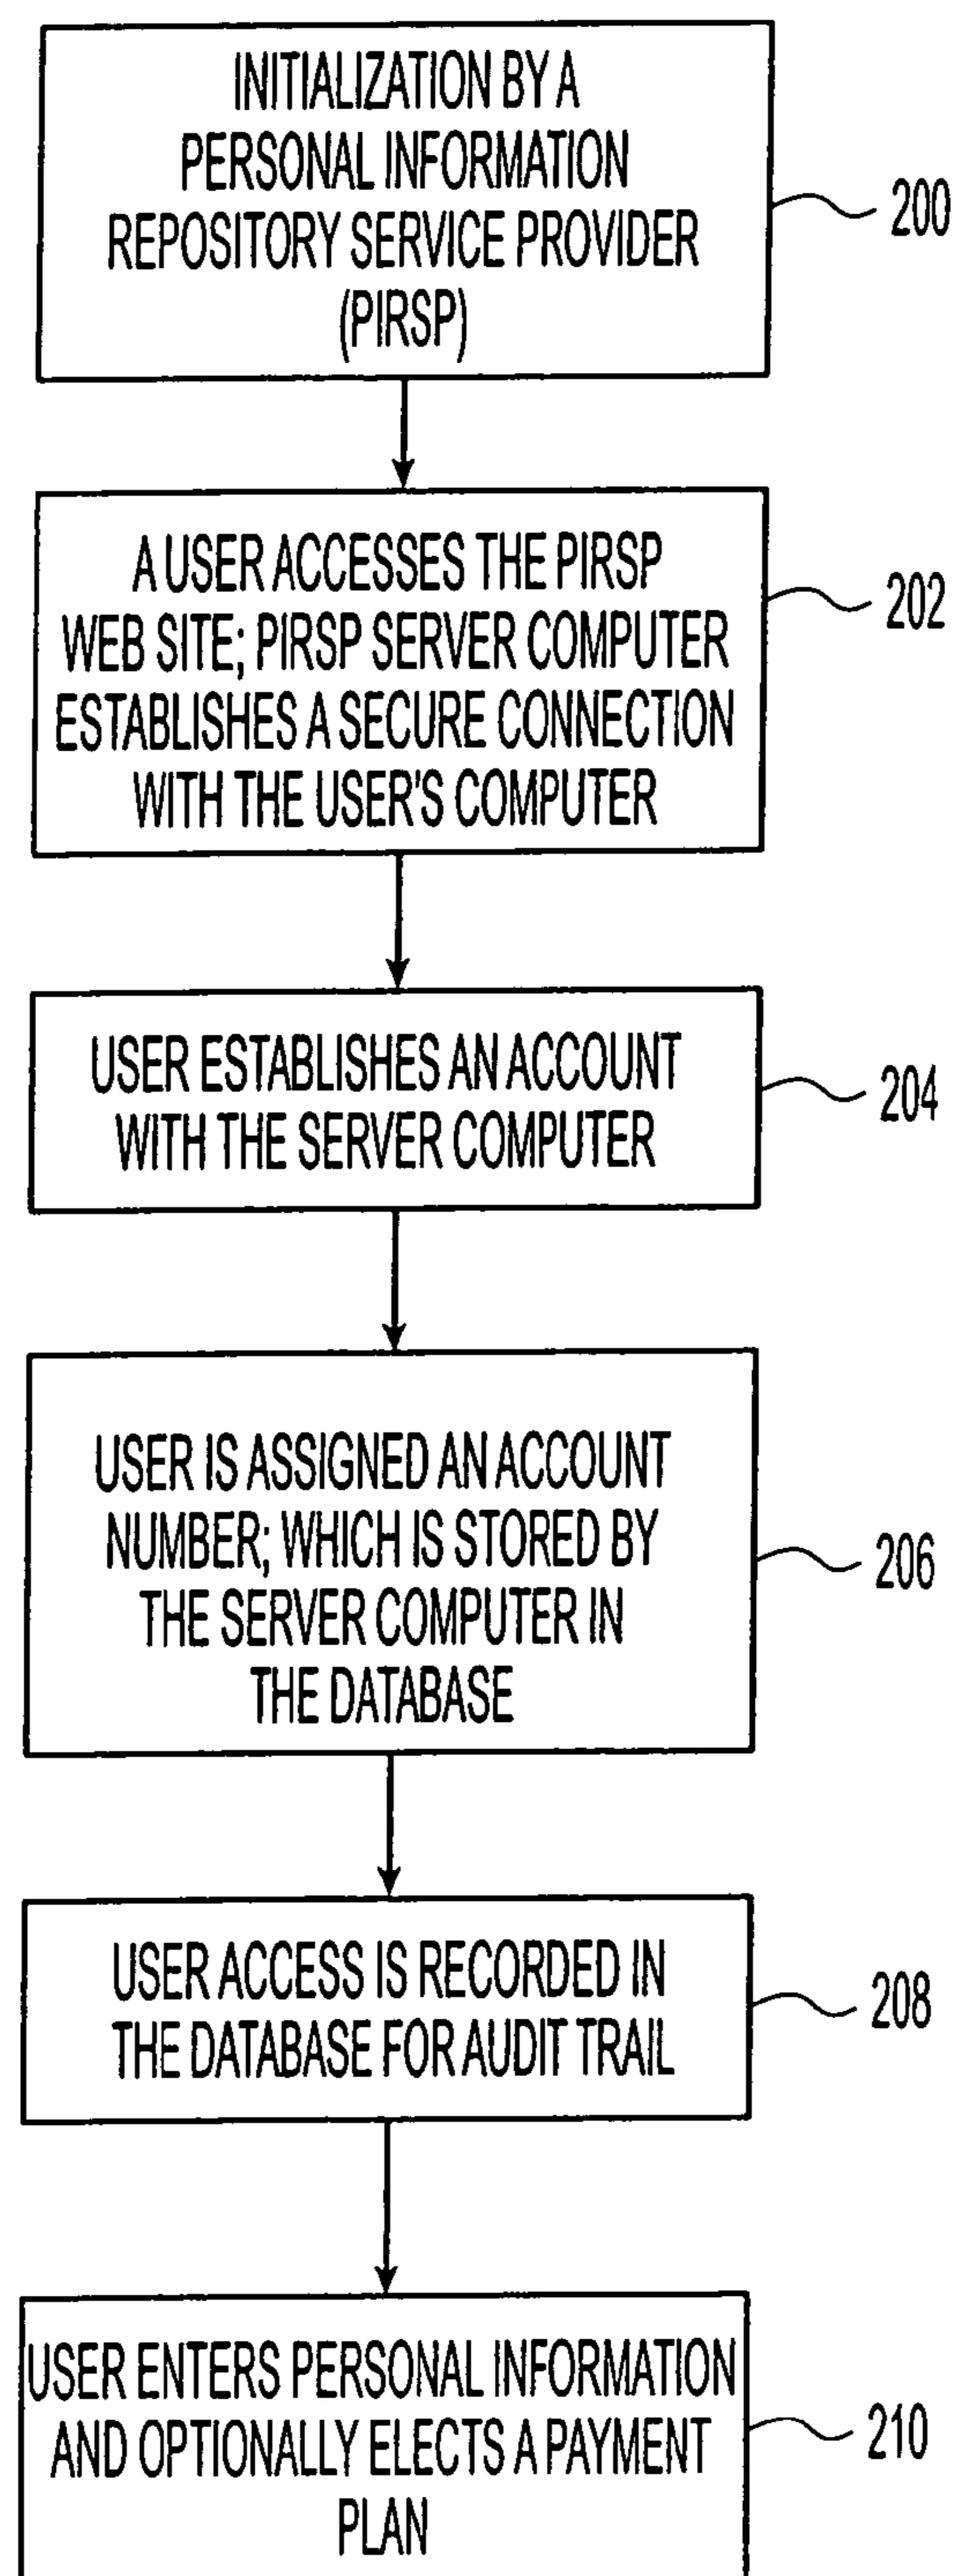 INITIALIZATION BY A
PERSONAL INFORMATION
REPOSITORY SERVICE PROVIDER
(PIRSP)
200
A USER ACCESSES THE PIRSP
WEB SITE; PIRSP SERVER COMPUTER
ESTABLISHES A SECURE CONNECTION
WITH THE USER'S COMPUTER
202
USER ESTABLISHES AN ACCOUNT
WITH THE SERVER COMPUTER
204
USER IS ASSIGNED AN ACCOUNT
NUMBER; WHICH IS STORED BY
THE SERVER COMPUTER IN
THE DATABASE
206
USER ACCESS IS RECORDED IN
THE DATABASE FOR AUDIT TRAIL
208
USER ENTERS PERSONAL INFORMATION
AND OPTIONALLY ELECTS A PAYMENT
PLAN
210